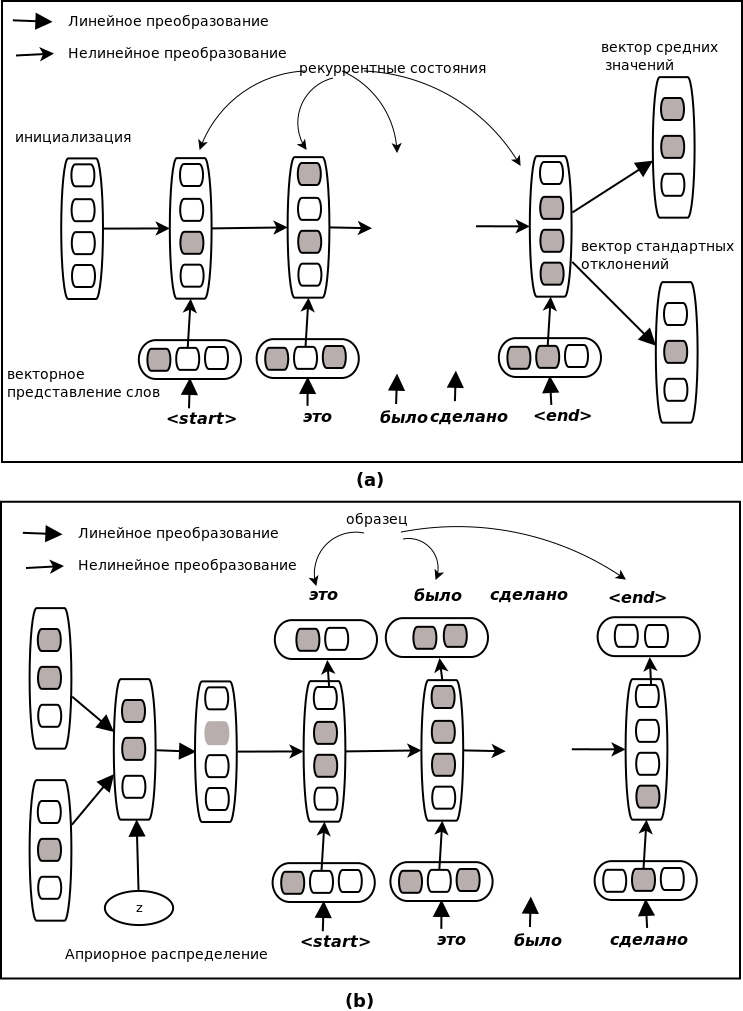 Линейное преобразование
Нелинейное преобразование
рекуррентные состояния
вектор средних
значений
инициализация
вектор стандартных
отклонений
векторное
представление слов
<start>
это
было
сделано
<end>
(a)
Линейное преобразование
Нелинейное преобразование
образец
это
было
сделано
<end>
z
Априорное распределение
<start>
это
было
сделано
(b)